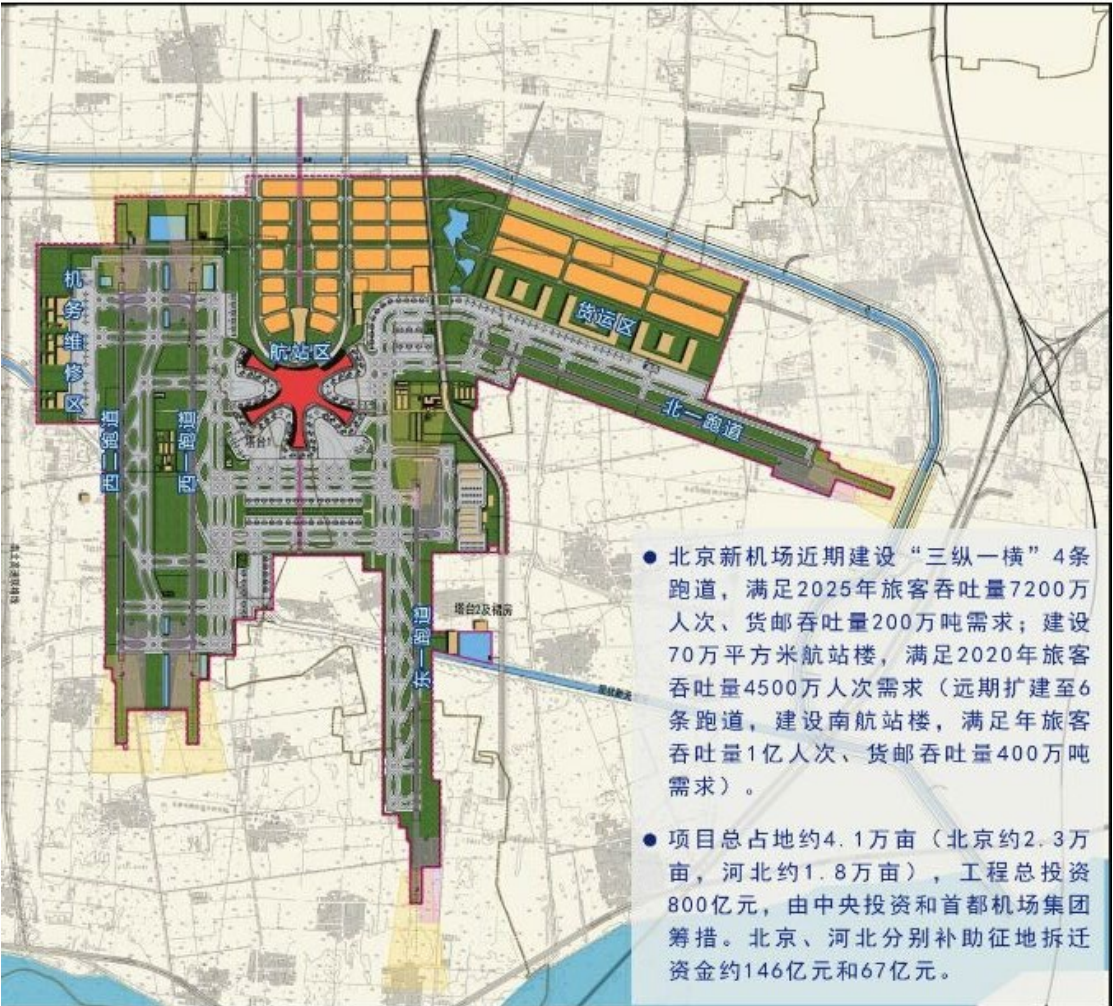 机务维修区
航站区
货运区
北一跑道
西二跑道
西一跑道
塔台1
东一跑道
塔台2及裙房
● 北京新机场近期建设“三纵一横”4条
跑道，满足2025年旅客吞吐量7200万
人次、货邮吞吐量200万吨需求；建设
70万平方米航站楼，满足2020年旅客
吞吐量4500万人次需求（远期扩建至6
条跑道，建设南航站楼，满足年旅客
吞吐量1亿人次、货邮吞吐量400万吨
需求）。
● 项目总占地约4.1万亩（北京约2.3万
亩，河北约1.8万亩），工程总投资
800亿元，由中央投资和首都机场集团
筹措。北京、河北分别补助征地拆迁
资金约146亿元和67亿元。